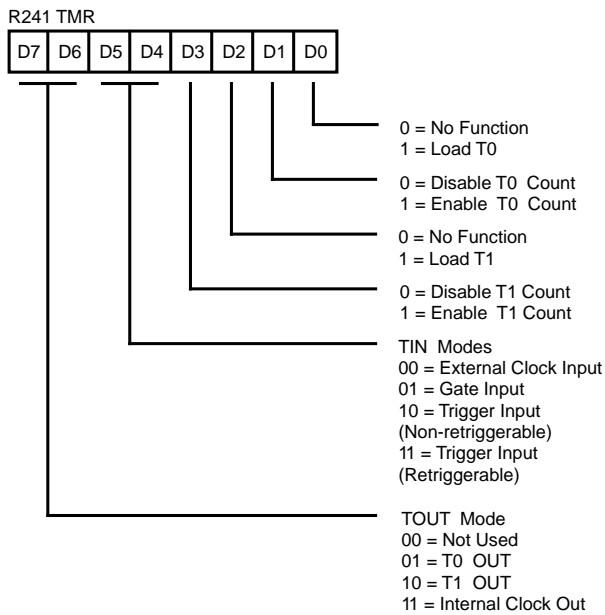 R241 TMR
D7 D6 D5 D4 D3 D2 D1 D0
0 = No Function
1 = Load T0
0 = Disable T0 Count
1 = Enable T0 Count
0 = No Function
1 = Load T1
0 = Disable T1 Count
1 = Enable T1 Count
TIN Modes
00 = External Clock Input
01 = Gate Input
10 = Trigger Input
(Non-retriggerable)
11 = Trigger Input
(Retriggerable)
TOUT Mode
00 = Not Used
01 = T0 OUT
10 = T1 OUT
11 = Internal Clock Out